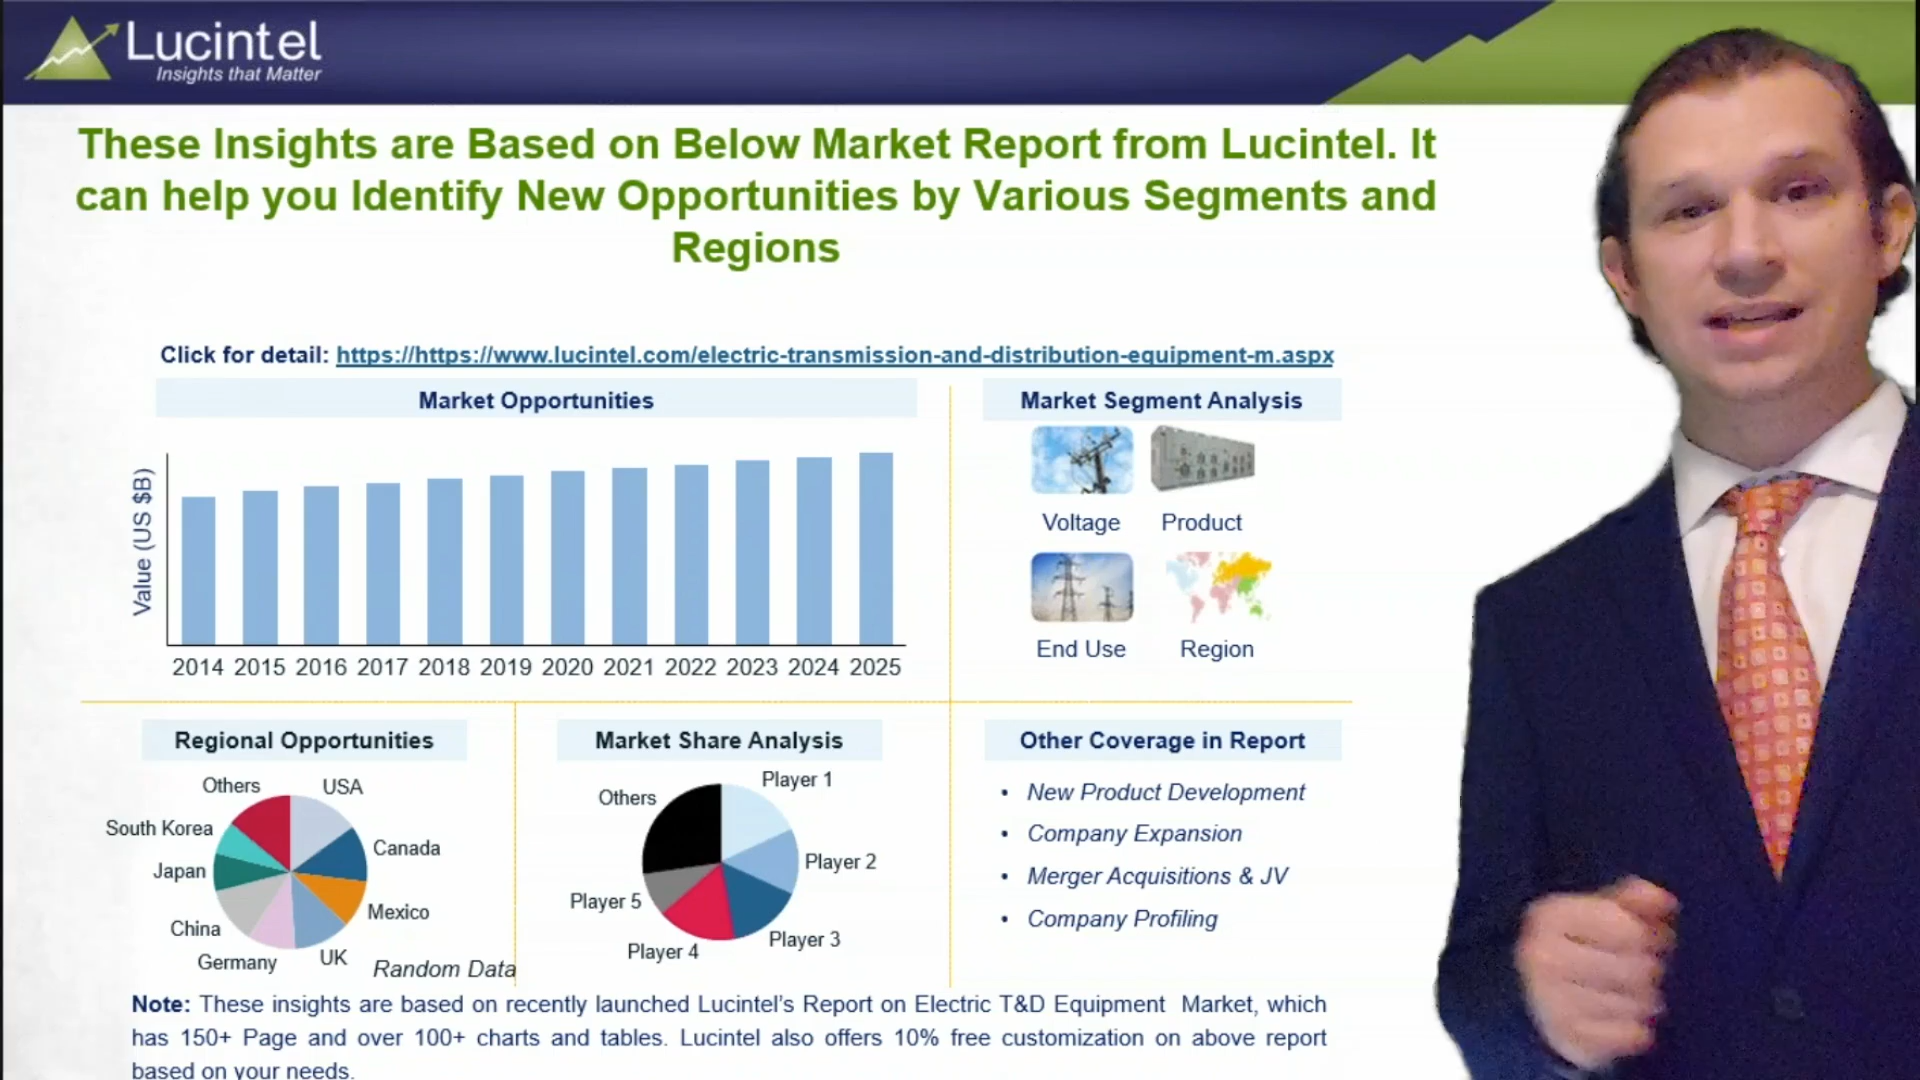 Lucintel
Insights that Matter
These Insights are Based on Below Market Report from Lucintel. It
can help you Identify New Opportunities by Various Segments and
Regions
Click for detail: https://https://www.lucintel.com/electric-transmission-and-distribution-equipment-m.aspx
Market Opportunities
Value (US $B)
2014 2015 2016 2017 2018 2019 2020 2021 2022 2023 2024 2025
Market Segment Analysis
Voltage Product
End Use Region
Regional Opportunities
Others USA
South Korea
Canada
Japan
Mexico
China
Germany UK
Random Data
Market Share Analysis
Player 1
Others
Player 2
Player 5
Player 3
Player 4
Other Coverage in Report
• New Product Development
• Company Expansion
• Merger Acquisitions & JV
• Company Profiling
Note: These insights are based on recently launched Lucintel's Report on Electric T&D Equipment Market, which
has 150+ Page and over 100+ charts and tables. Lucintel also offers 10% free customization on above report
based on your needs.